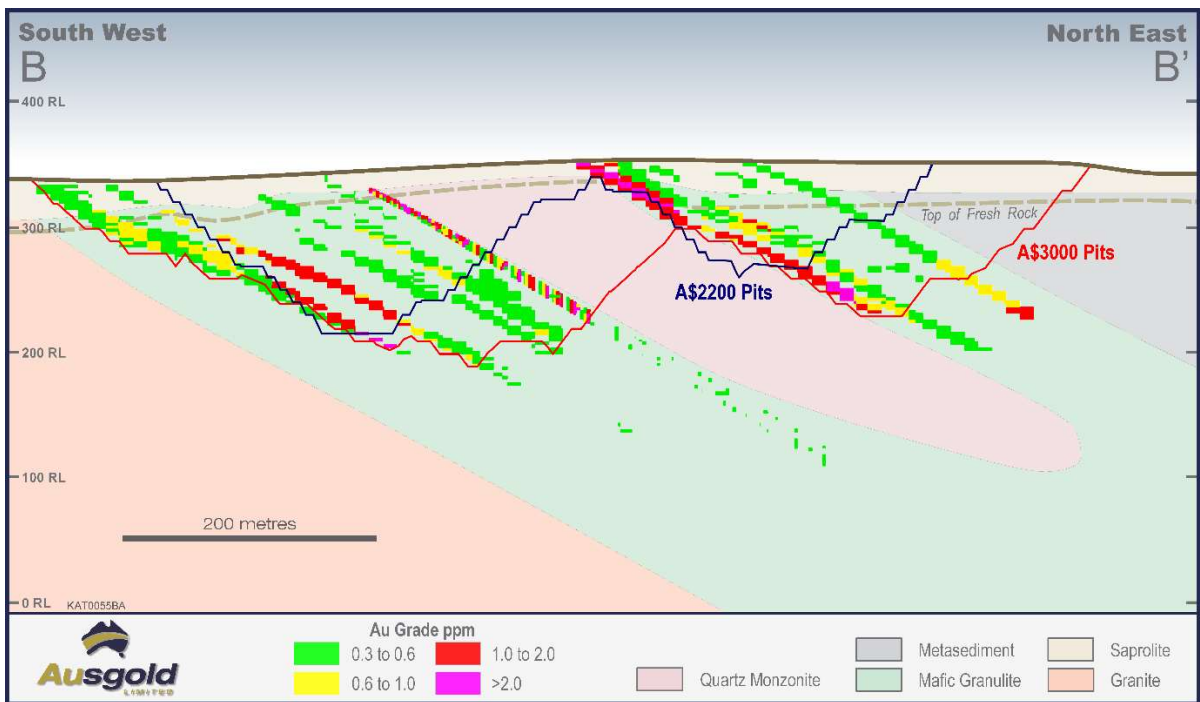 South West
B
North East
B'
400 RL
300 RL
Top of Fresh Rock
A$3000 Pits
A$2200 Pits
200 RL
100 RL
200 metres
0 RL
KAT0055BA
Ausgold
LIMITED
Au Grade ppm
0.3 to 0.6
1.0 to 2.0
0.6 to 1.0
>2.0
Quartz Monzonite
Metasediment
Saprolite
Mafic Granulite
Granite